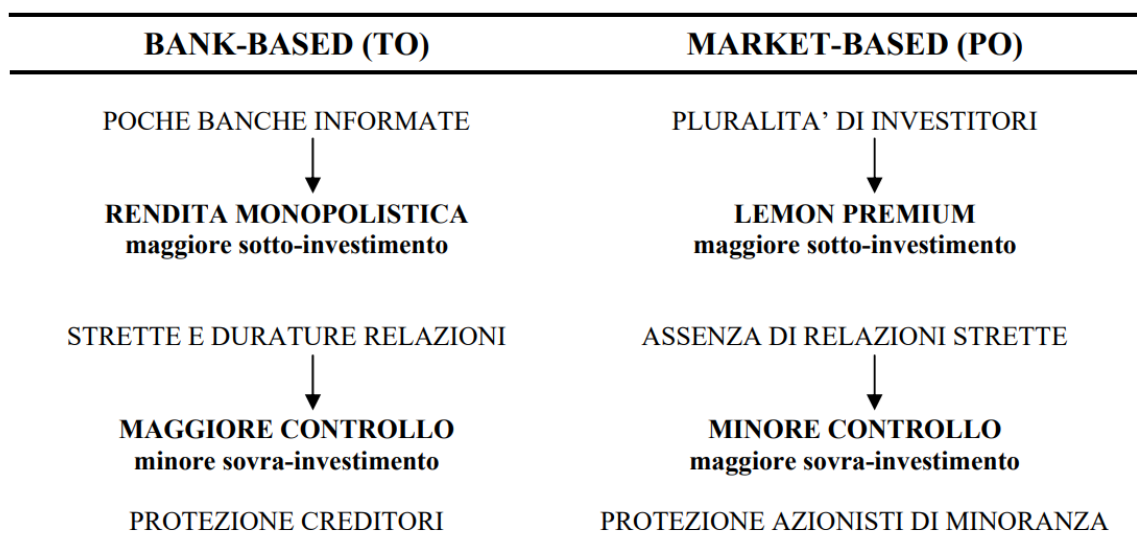 BANK-BASED (TO)
MARKET-BASED (PO)
POCHE BANCHE INFORMATE
PLURALITA’ DI INVESTITORI
RENDITA MONOPOLISTICA
maggiore sotto-investimento
LEMON PREMIUM
maggiore sotto-investimento
STRETTE E DURATURE RELAZIONI
ASSENZA DI RELAZIONI STRETTE
MAGGIORE CONTROLLO
minore sovra-investimento
MINORE CONTROLLO
maggiore sovra-investimento
PROTEZIONE CREDITORI
PROTEZIONE AZIONISTI DI MINORANZA